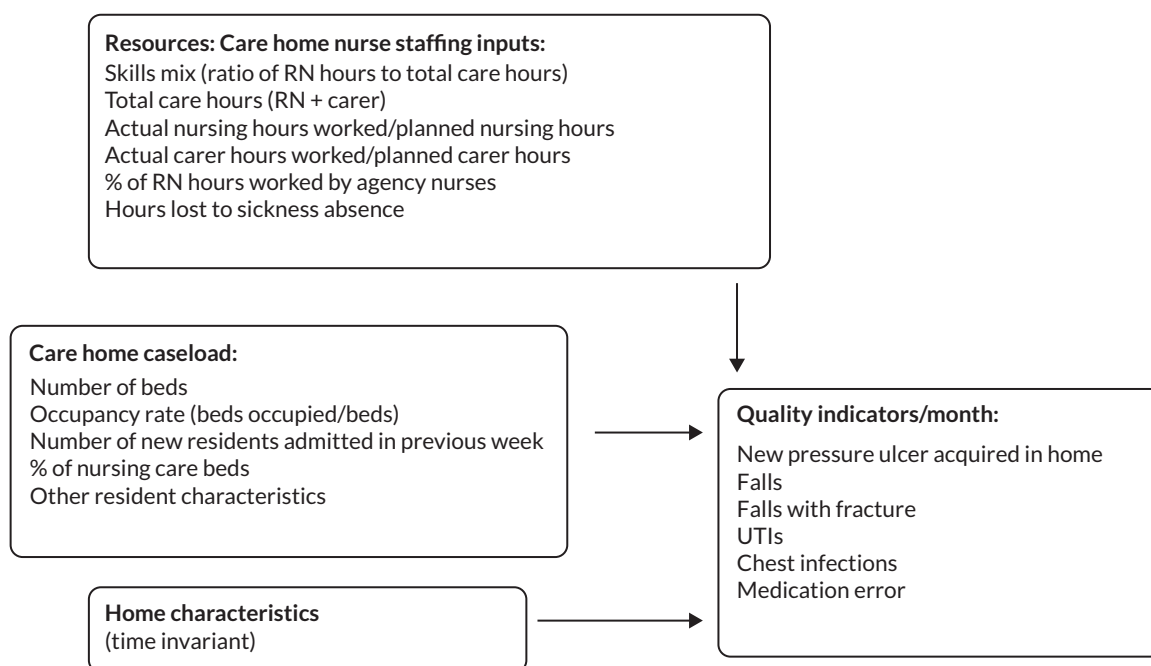 Resources: Care home nurse staffing inputs:
Skills mix (ratio of RN hours to total care hours)
Total care hours (RN + carer)
Actual nursing hours worked/planned nursing hours
Actual carer hours worked/planned carer hours
% of RN hours worked by agency nurses
Hours lost to sickness absence
Care home caseload:
Number of beds
Occupancy rate (beds occupied/beds)
Number of new residents admitted in previous week
% of nursing care beds
Other resident characteristics
Quality indicators/month:
New pressure ulcer acquired in home
Falls
Falls with fracture
UTIs
Chest infections
Medication error
Home characteristics
(time invariant)